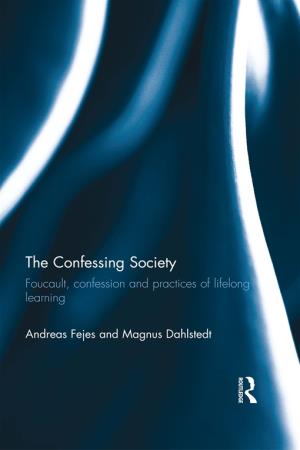 The Confessing Society
Foucault, confession and practices of lifelong
learning
Andreas Fejes and Magnus Dahlstedt
ROUTLEDGE